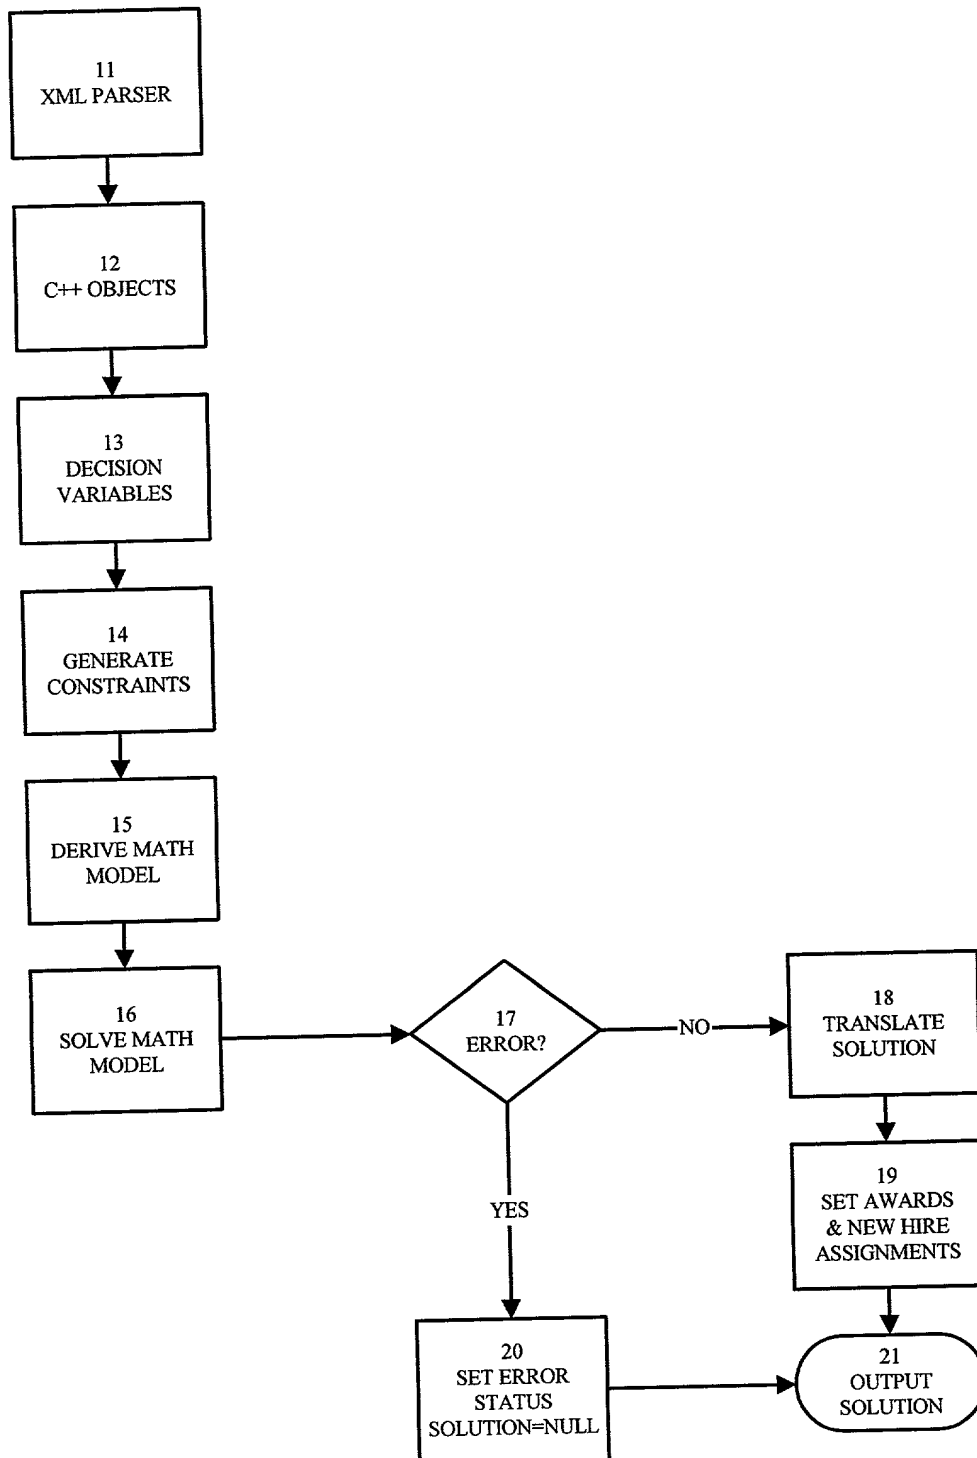 11
XML PARSER
12
C++ OBJECTS
13
DECISION
VARIABLES
14
GENERATE
CONSTRAINTS
15
DERIVE MATH
MODEL
16
SOLVE MATH
MODEL
17
ERROR?
NO
18
TRANSLATE
SOLUTION
19
SET AWARDS
& NEW HIRE
ASSIGNMENTS
YES
20
SET ERROR
STATUS
SOLUTION=NULL
21
OUTPUT
SOLUTION